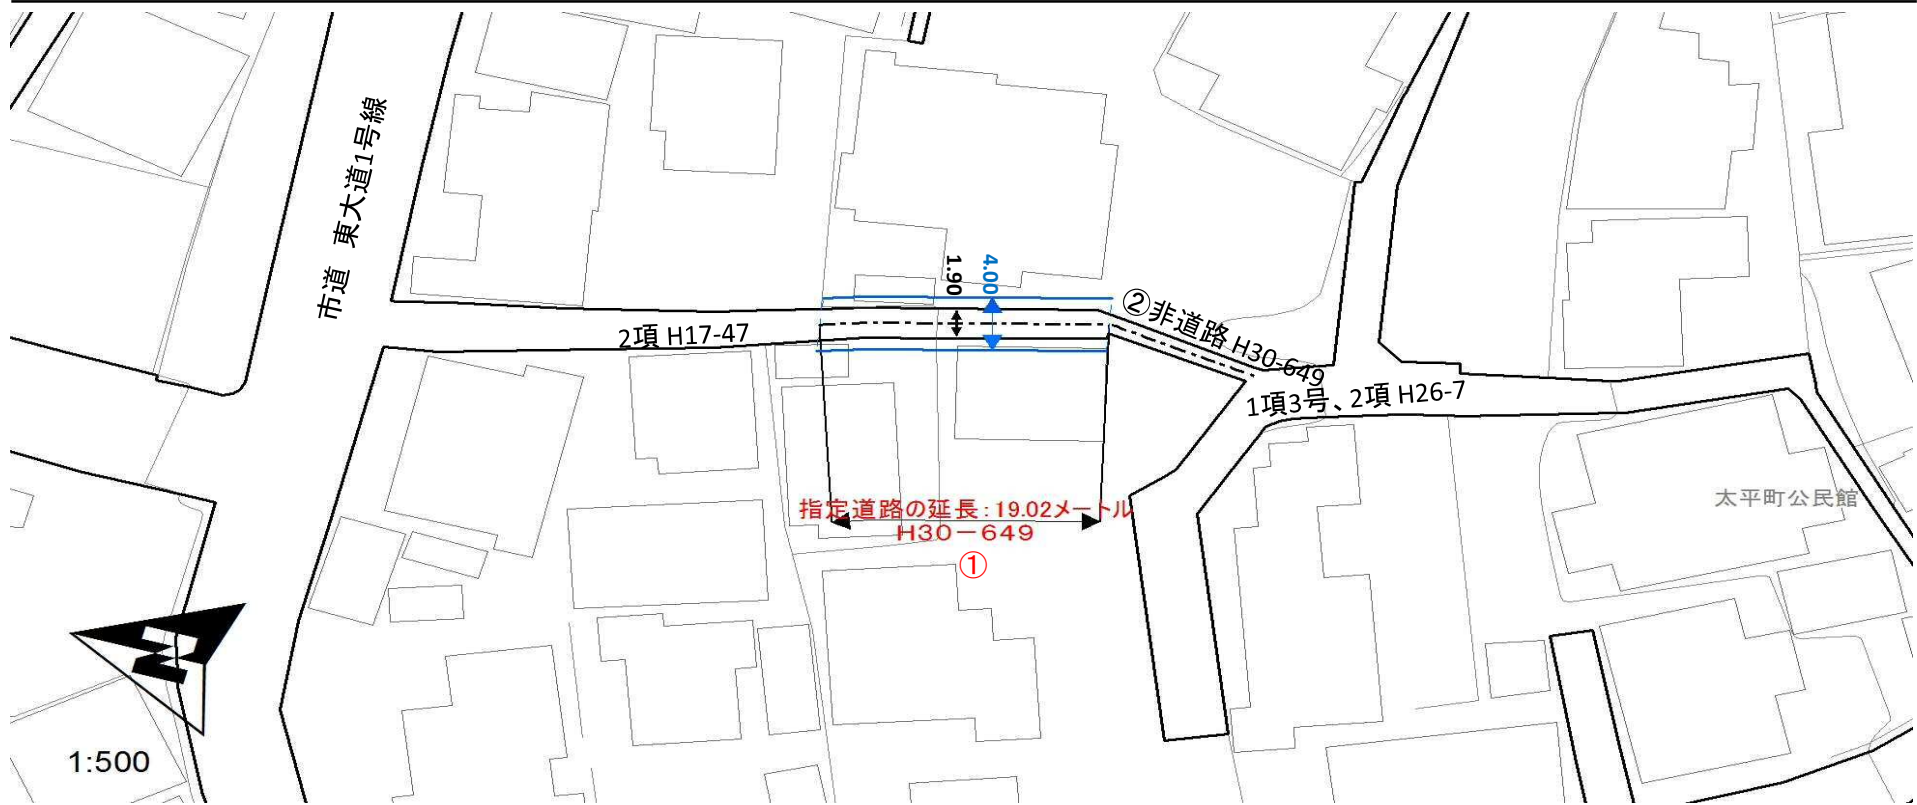 市道 東大道1号線
1.90
4.00
2項 H17-47
②非道路 H30-649
1項3号、2項 H26-7
指定道路の延長:19.02メートル
H30－649
①
太平町公民館
N
1:500